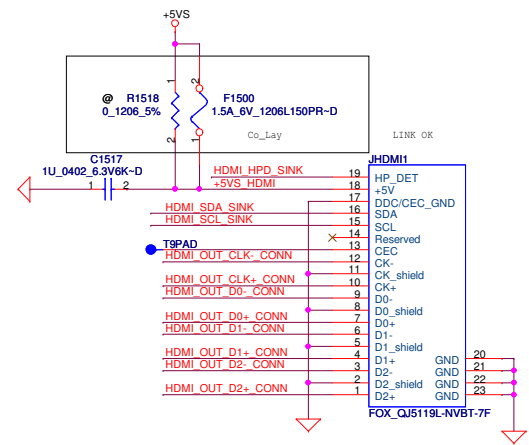 +5VS
@ R1518
0_1206_5%
F1500
1.5A_6V_1206L150PR~D
1
2
2
1
Co_Lay
LINK OK
C1517
1U_0402_6.3V6K~D
1 2
JHDMI1
HDMI_HPD_SINK 19 HP_DET
+5VS_HDMI 18 +5V
17 DDC/CEC_GND
HDMI_SDA_SINK 16 SDA
HDMI_SCL_SINK 15 SCL
14 Reserved
T9PAD 13 CEC
HDMI_OUT_CLK-_CONN 12 CK-
11 CK_shield
HDMI_OUT_CLK+_CONN 10 CK+
HDMI_OUT_D0-_CONN 9 D0-
8 D0_shield
HDMI_OUT_D0+_CONN 7 D0+
HDMI_OUT_D1-_CONN 6 D1-
5 D1_shield
HDMI_OUT_D1+_CONN 4 D1+ GND 20
HDMI_OUT_D2-_CONN 3 D2- GND 21
2 D2_shield GND 22
HDMI_OUT_D2+_CONN 1 D2+ GND 23
FOX_QJ5119L-NVBT-7F